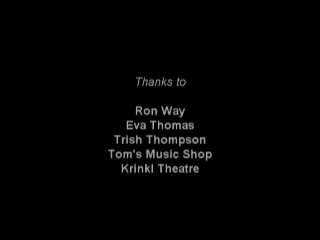 Thanks to
Ron Way
Eva Thomas
Trish Thompson
Tom's Music Shop
Krinkl Theatre